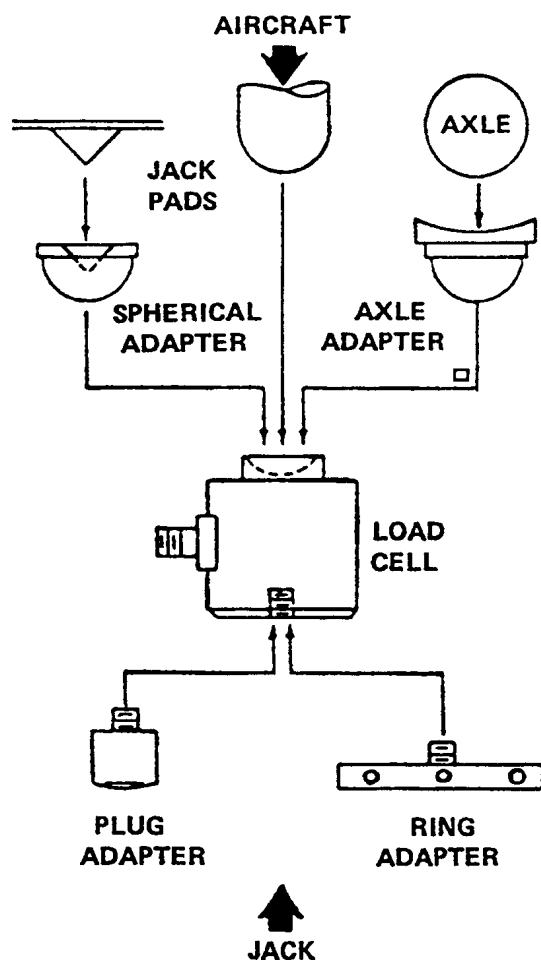 AIRCRAFT
AXLE
JACK
PADS
SPHERICAL
ADAPTER
AXLE
ADAPTER
LOAD
CELL
PLUG
ADAPTER
RING
ADAPTER
JACK